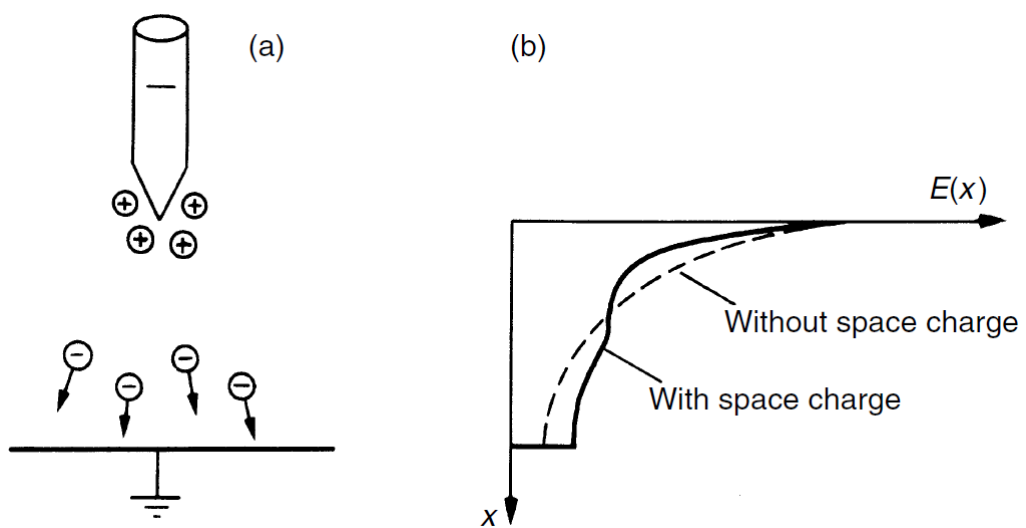 (a)
−
+
+
+
+
−
−
−
−
(b)
E(x)
Without space charge
With space charge
x